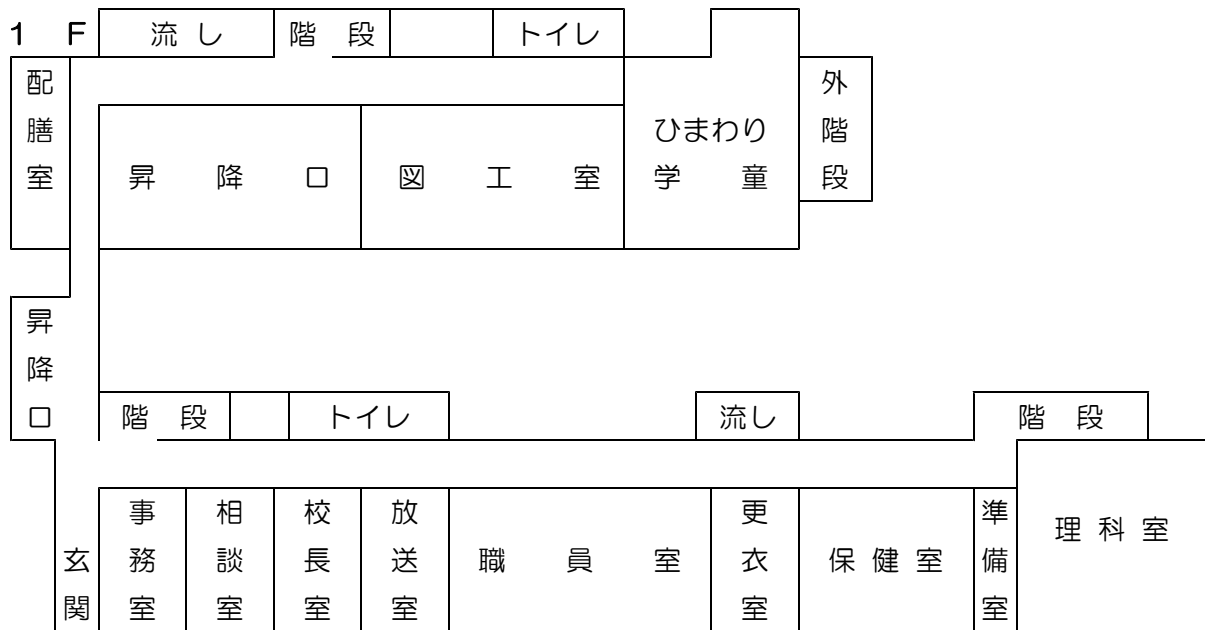 1 F
流し
階段
トイレ
配膳室
昇降口
図工室
ひまわり
学童
外階段
昇降口
階段
トイレ
流し
階段
玄関
事務室
相談室
校長室
放送室
職員室
更衣室
保健室
準備室
理科室